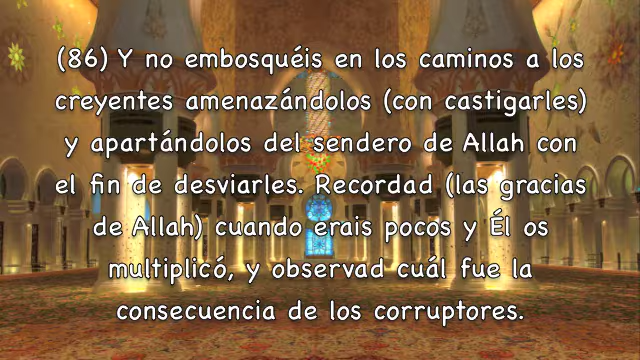 (86) Y no embosquéis en los caminos a los
creyentes amenazándolos (con castigarles)
y apartándolos del sendero de Allah con
el fin de desviarles. Recordad (las gracias
de Allah) cuando erais pocos y Él os
multiplicó, y observad cuál fue la
consecuencia de los corruptores.